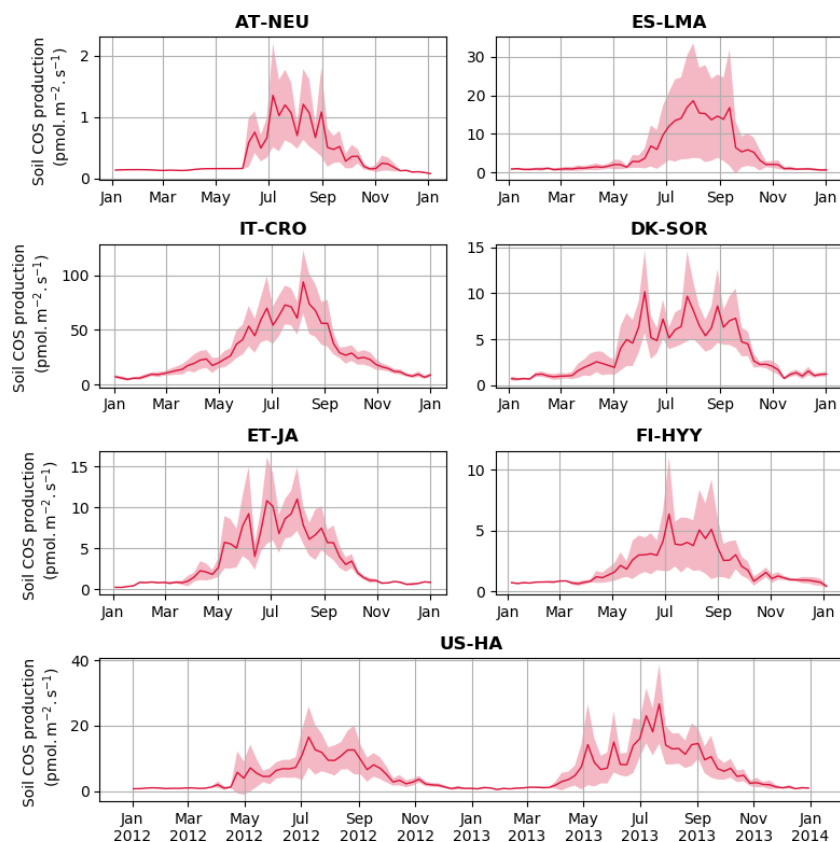 AT-NEU
ES-LMA
Soil COS production
(pmol. m⁻². s⁻¹)
2
1
0
Jan Mar May Jul Sep Nov Jan
30
20
10
0
Jan Mar May Jul Sep Nov Jan
IT-CRO
DK-SOR
Soil COS production
(pmol. m⁻². s⁻¹)
100
50
0
Jan Mar May Jul Sep Nov Jan
15
10
5
0
Jan Mar May Jul Sep Nov Jan
ET-JA
FI-HYY
Soil COS production
(pmol. m⁻². s⁻¹)
15
10
5
0
Jan Mar May Jul Sep Nov Jan
10
5
0
Jan Mar May Jul Sep Nov Jan
US-HA
Soil COS production
(pmol. m⁻². s⁻¹)
40
20
0
Jan Mar May Jul Sep Nov Jan Mar May Jul Sep Nov Jan
2012 2012 2012 2012 2012 2012 2013 2013 2013 2013 2013 2013 2014